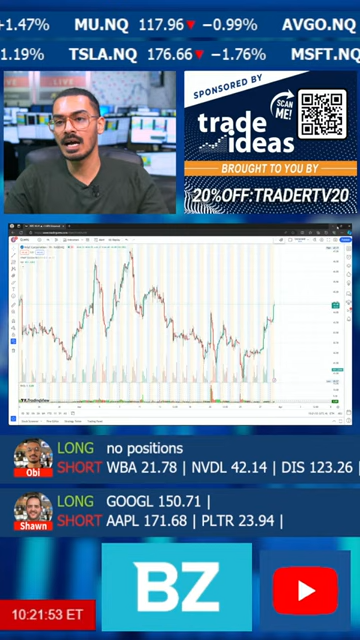 +1.47% MU.NQ 117.96▼ −0.99% AVGO.NQ
1.19% TSLA.NQ 176.66▼ −1.76% MSFT.NQ
LIVE
SPONSORED BY
trade
ideas
SCAN
ME!
BROUGHT TO YOU BY
20%OFF:TRADERTV20
TradingView
LONG no positions
SHORT WBA 21.78 | NVDL 42.14 | DIS 123.26 |
Obi
LONG GOOGL 150.71 |
SHORT AAPL 171.68 | PLTR 23.94 |
Shawn
10:21:53 ET
BZ